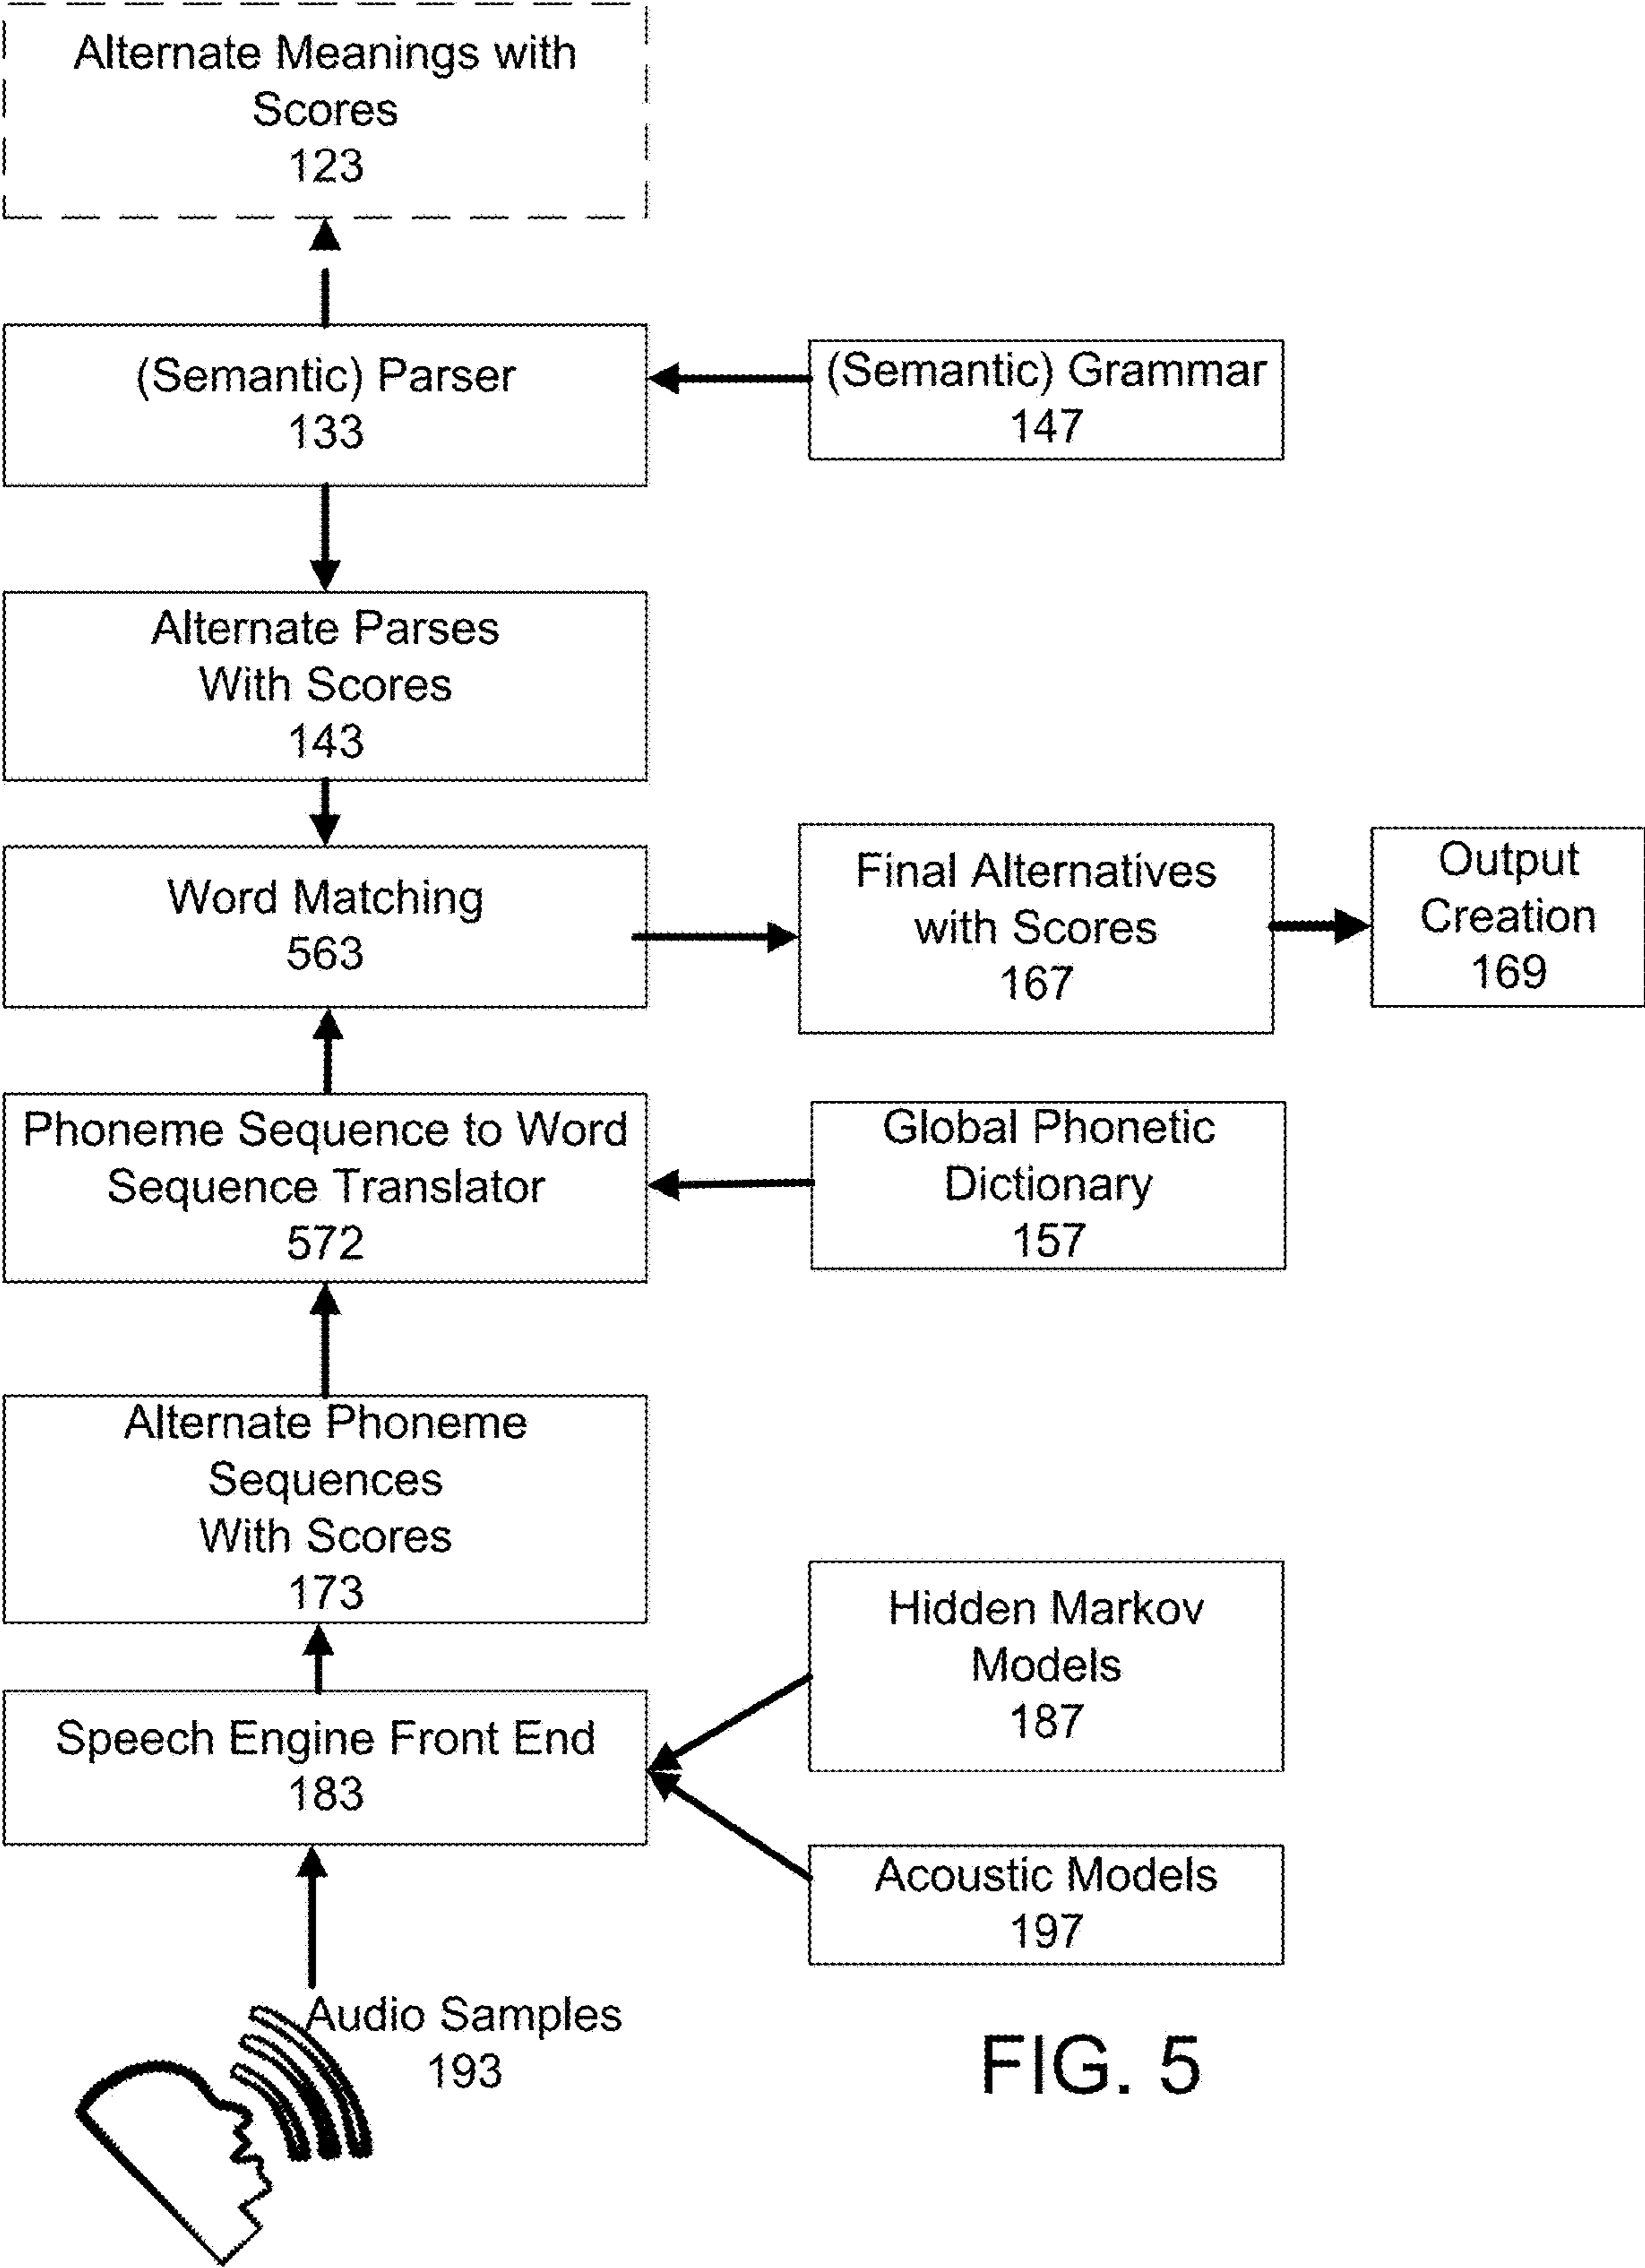 Alternate Meanings with
Scores
123
(Semantic) Parser
133
(Semantic) Grammar
147
Alternate Parses
With Scores
143
Word Matching
563
Final Alternatives
with Scores
167
Output
Creation
169
Phoneme Sequence to Word
Sequence Translator
572
Global Phonetic
Dictionary
157
Alternate Phoneme
Sequences
With Scores
173
Hidden Markov
Models
187
Speech Engine Front End
183
Acoustic Models
197
Audio Samples
193
FIG. 5